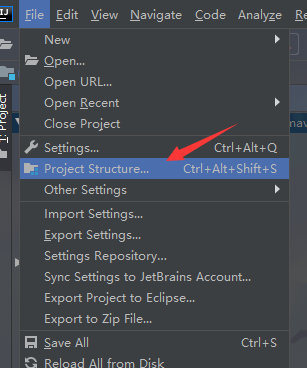 IJ File Edit View Navigate Code Analyze R
New
Open...
Open URL...
Open Recent
Close Project
Settings... Ctrl+Alt+Q
Project Structure... Ctrl+Alt+Shift+S
Other Settings
Import Settings...
Export Settings...
Settings Repository...
Sync Settings to JetBrains Account...
Export Project to Eclipse...
Export to Zip File...
Save All Ctrl+S
Reload All from Disk
1: Project
nav